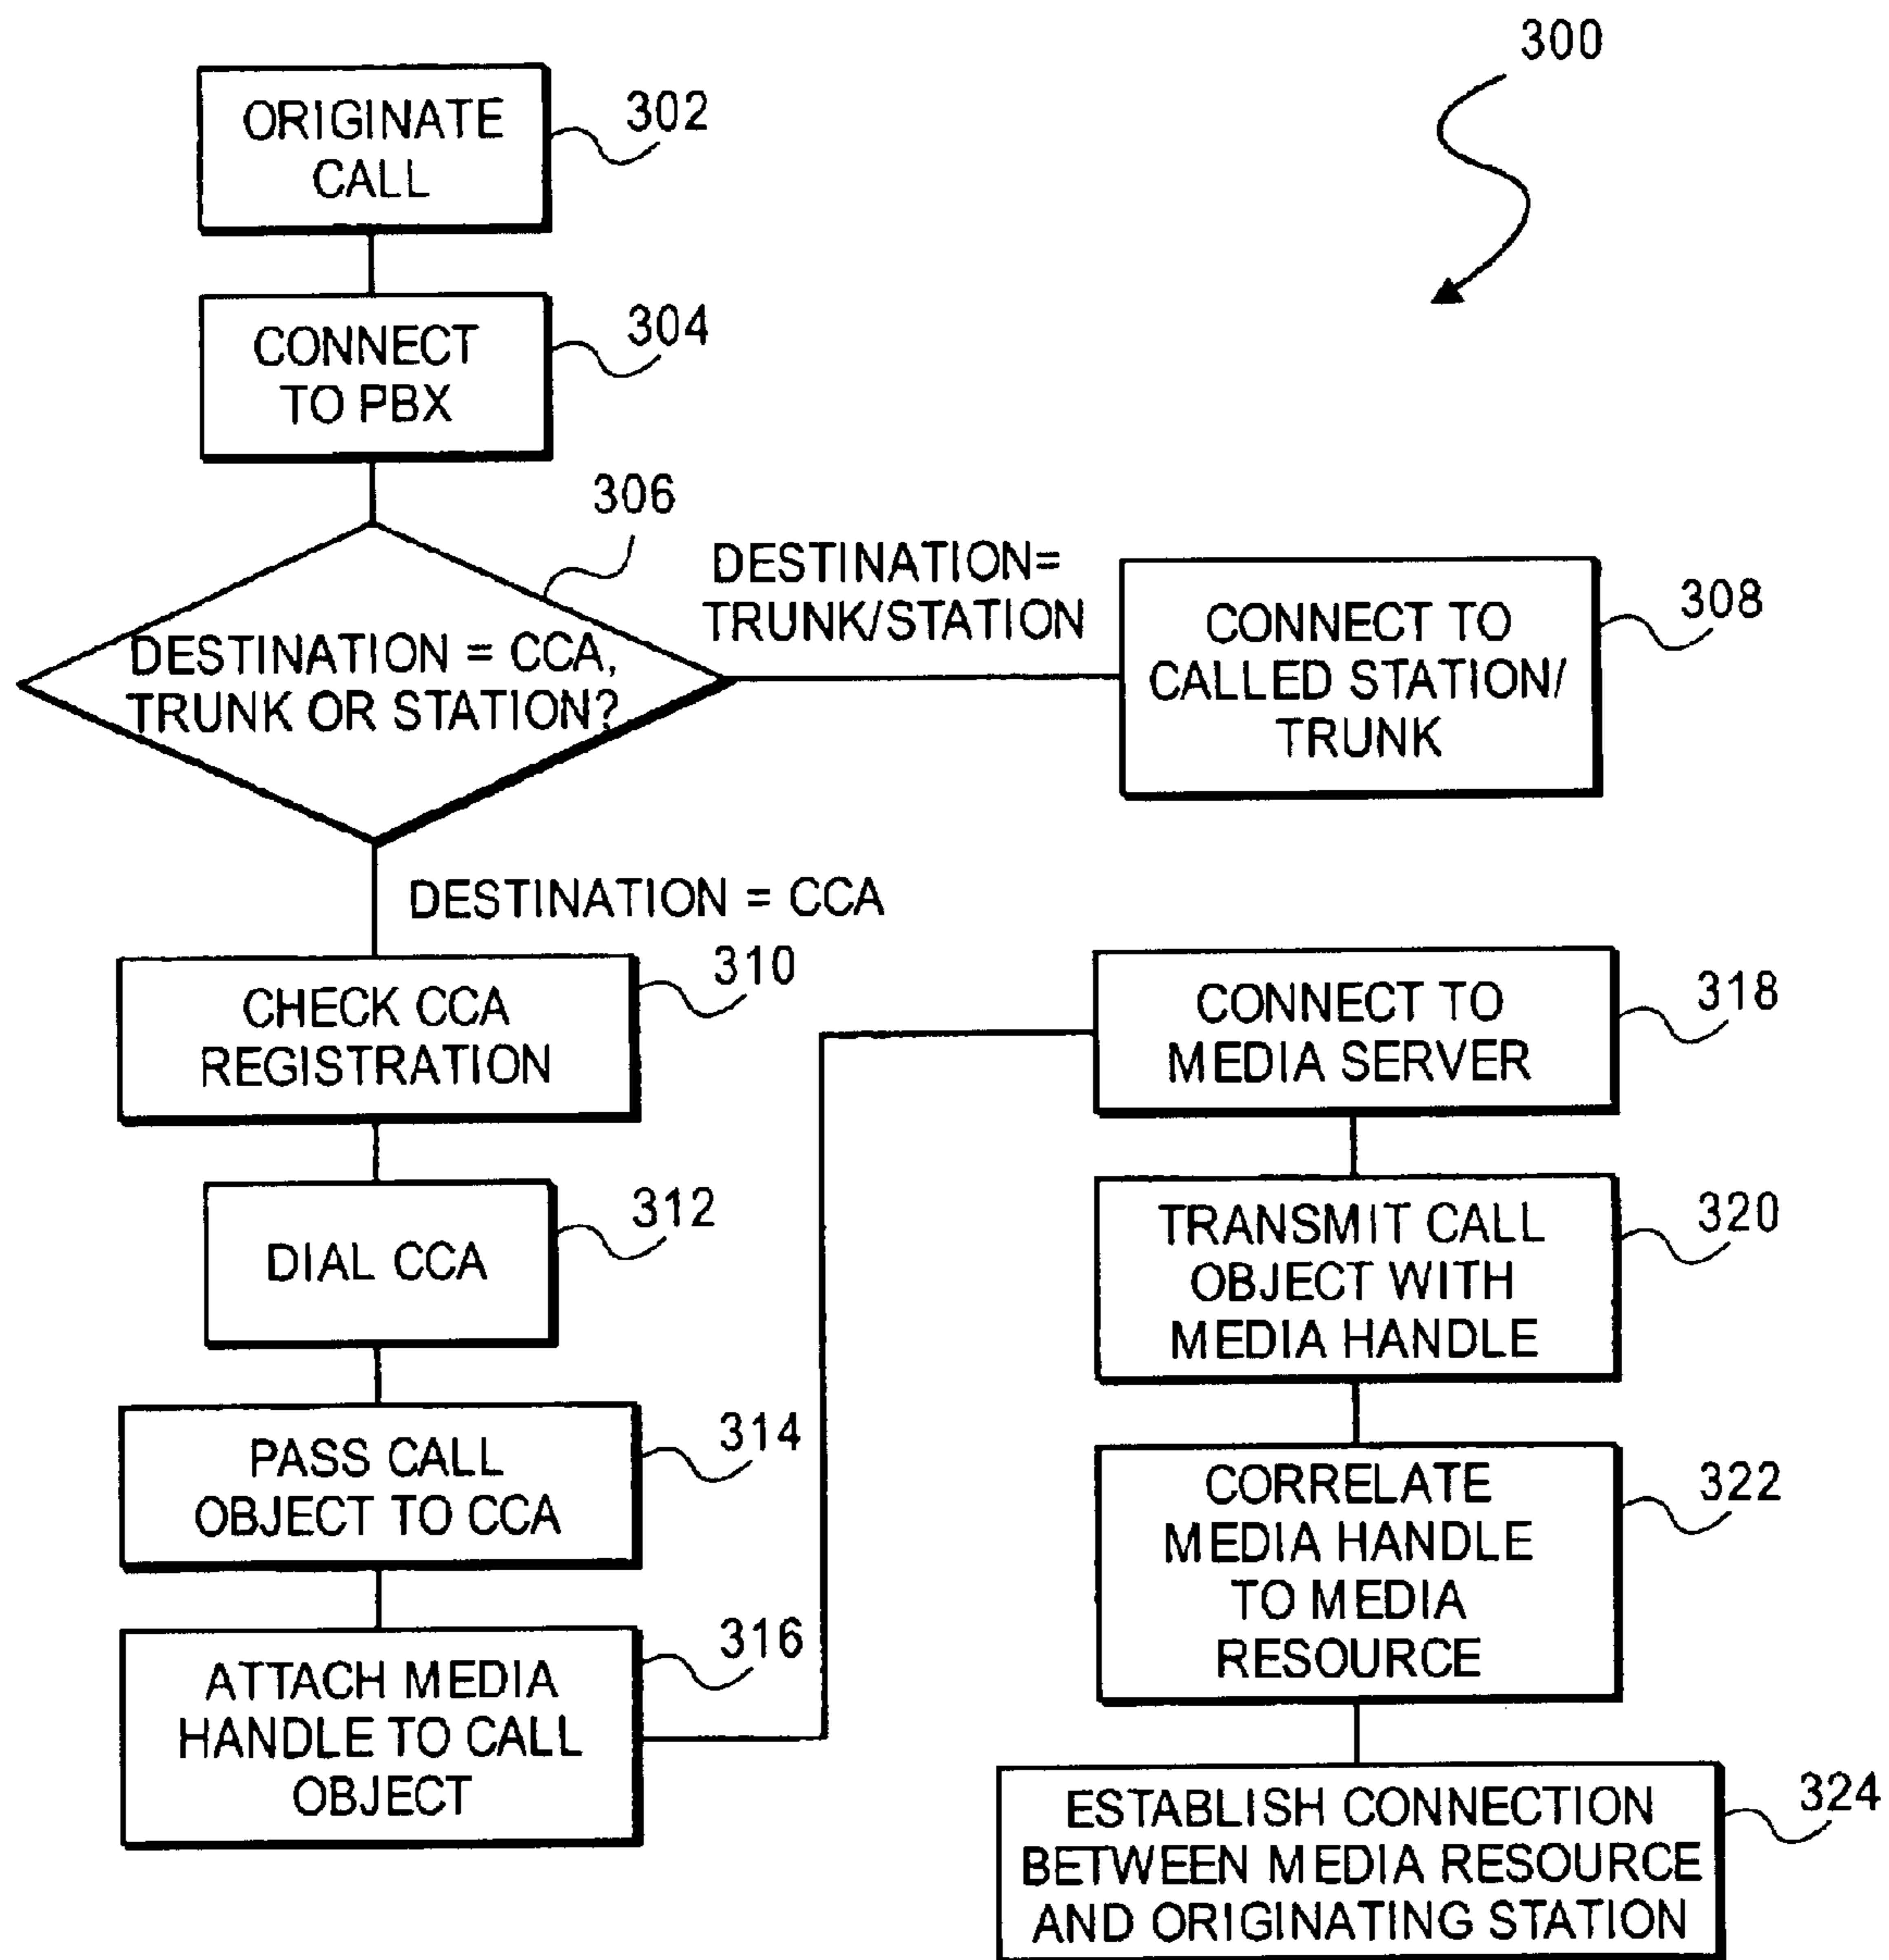 300
ORIGINATE
CALL
302
CONNECT
TO PBX
304
306
DESTINATION = CCA,
TRUNK OR STATION?
DESTINATION=
TRUNK/STATION
CONNECT TO
CALLED STATION/
TRUNK
308
DESTINATION = CCA
CHECK CCA
REGISTRATION
310
DIAL CCA
312
PASS CALL
OBJECT TO CCA
314
ATTACH MEDIA
HANDLE TO CALL
OBJECT
316
CONNECT TO
MEDIA SERVER
318
TRANSMIT CALL
OBJECT WITH
MEDIA HANDLE
320
CORRELATE
MEDIA HANDLE
TO MEDIA
RESOURCE
322
ESTABLISH CONNECTION
BETWEEN MEDIA RESOURCE
AND ORIGINATING STATION
324